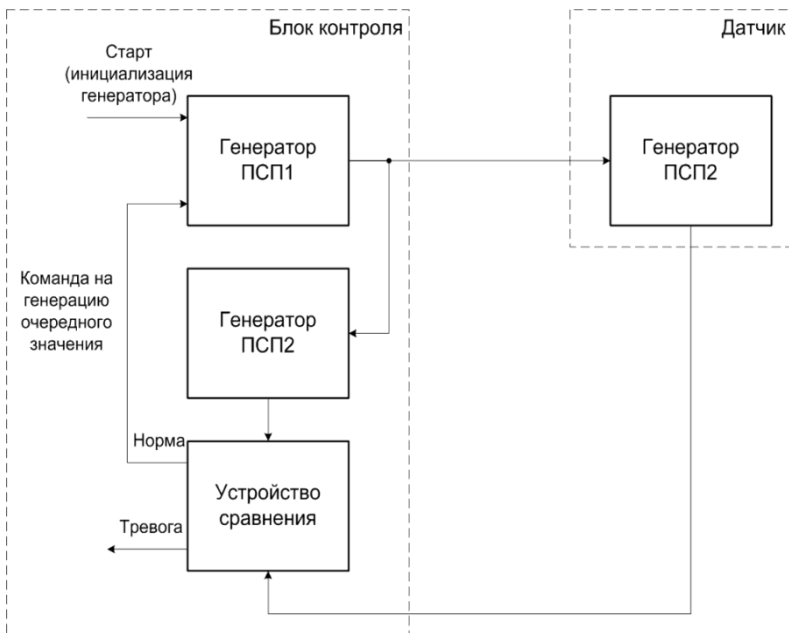 Блок контроля
Датчик
Старт
(инициализация
генератора)
Генератор
ПСП1
Генератор
ПСП2
Команда на
генерацию
очередного
значения
Генератор
ПСП2
Норма
Устройство
сравнения
Тревога